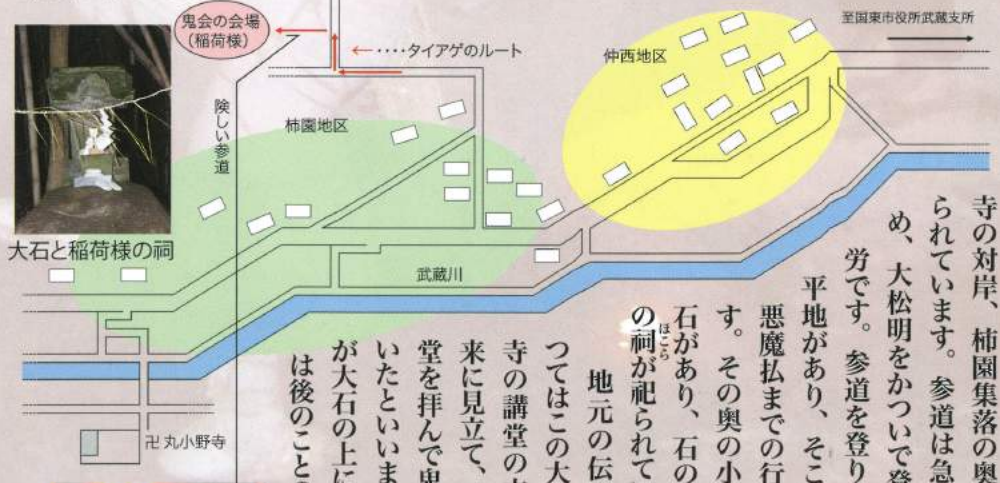 鬼会の会場
(稲荷様)
←‥‥タイアゲのルート
険しい参道
柿園地区
仲西地区
至国東市役所武蔵支所
大石と稲荷様の祠
武蔵川
卍丸小野寺
寺の対岸、柿園集落の奥
られています。参道は急
め、大松明をかついで登
労です。参道を登り
平地があり、そこ
悪魔払までの行
す。その奥の小
石があり、石の
の祠が祀られて
ほこら
地元の伝
つてはこの大
寺の講堂の
来に見立て、
堂を拝んで鬼
いたといいま
が大石の上に
は後のこと